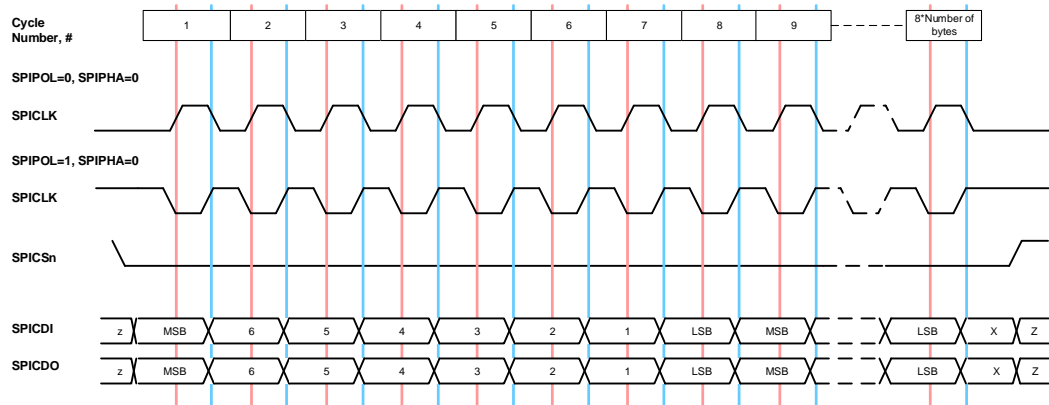 Cycle
Number, #
1 2 3 4 5 6 7 8 9 8*Number of
bytes
SPIPOL=0, SPIPHA=0
SPICLK
SPIPOL=1, SPIPHA=0
SPICLK
SPICSn
SPICDI z MSB 6 5 4 3 2 1 LSB MSB LSB X Z
SPICDO z MSB 6 5 4 3 2 1 LSB MSB LSB X Z